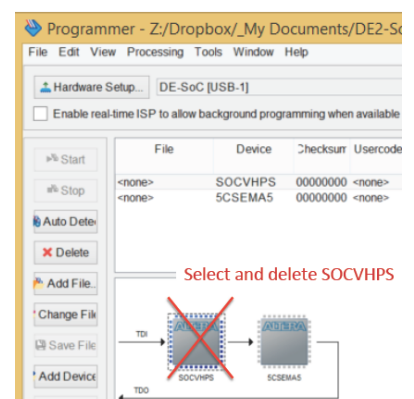 Programmer - Z:/Dropbox/_My Documents/DE2-So
File Edit View Processing Tools Window Help
Hardware Setup... DE-SoC [USB-1]
Enable real-time ISP to allow background programming when available
File Device Checksum Usercode
Start
<none> SOCVHPS 00000000 <none>
Stop
<none> 5CSEMA5 00000000 <none>
Auto Dete
Delete
Select and delete SOCVHPS
Add File..
Change File
ALTERA ALTERA
TDI
Save File
SOCVHPS 5CSEMA5
Add Device
TDO